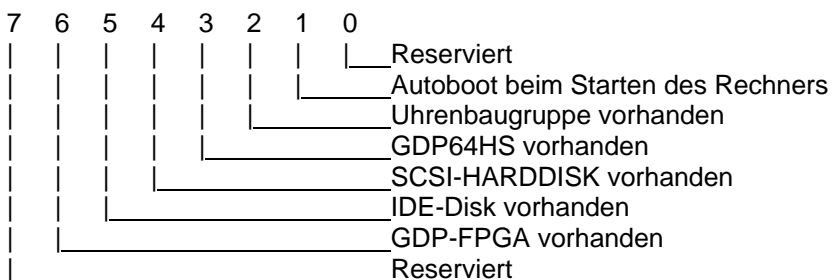 7 6 5 4 3 2 1 0
Reserviert
Autoboot beim Starten des Rechners
Uhrenbaugruppe vorhanden
GDP64HS vorhanden
SCSI-HARDDISK vorhanden
IDE-Disk vorhanden
GDP-FPGA vorhanden
Reserviert